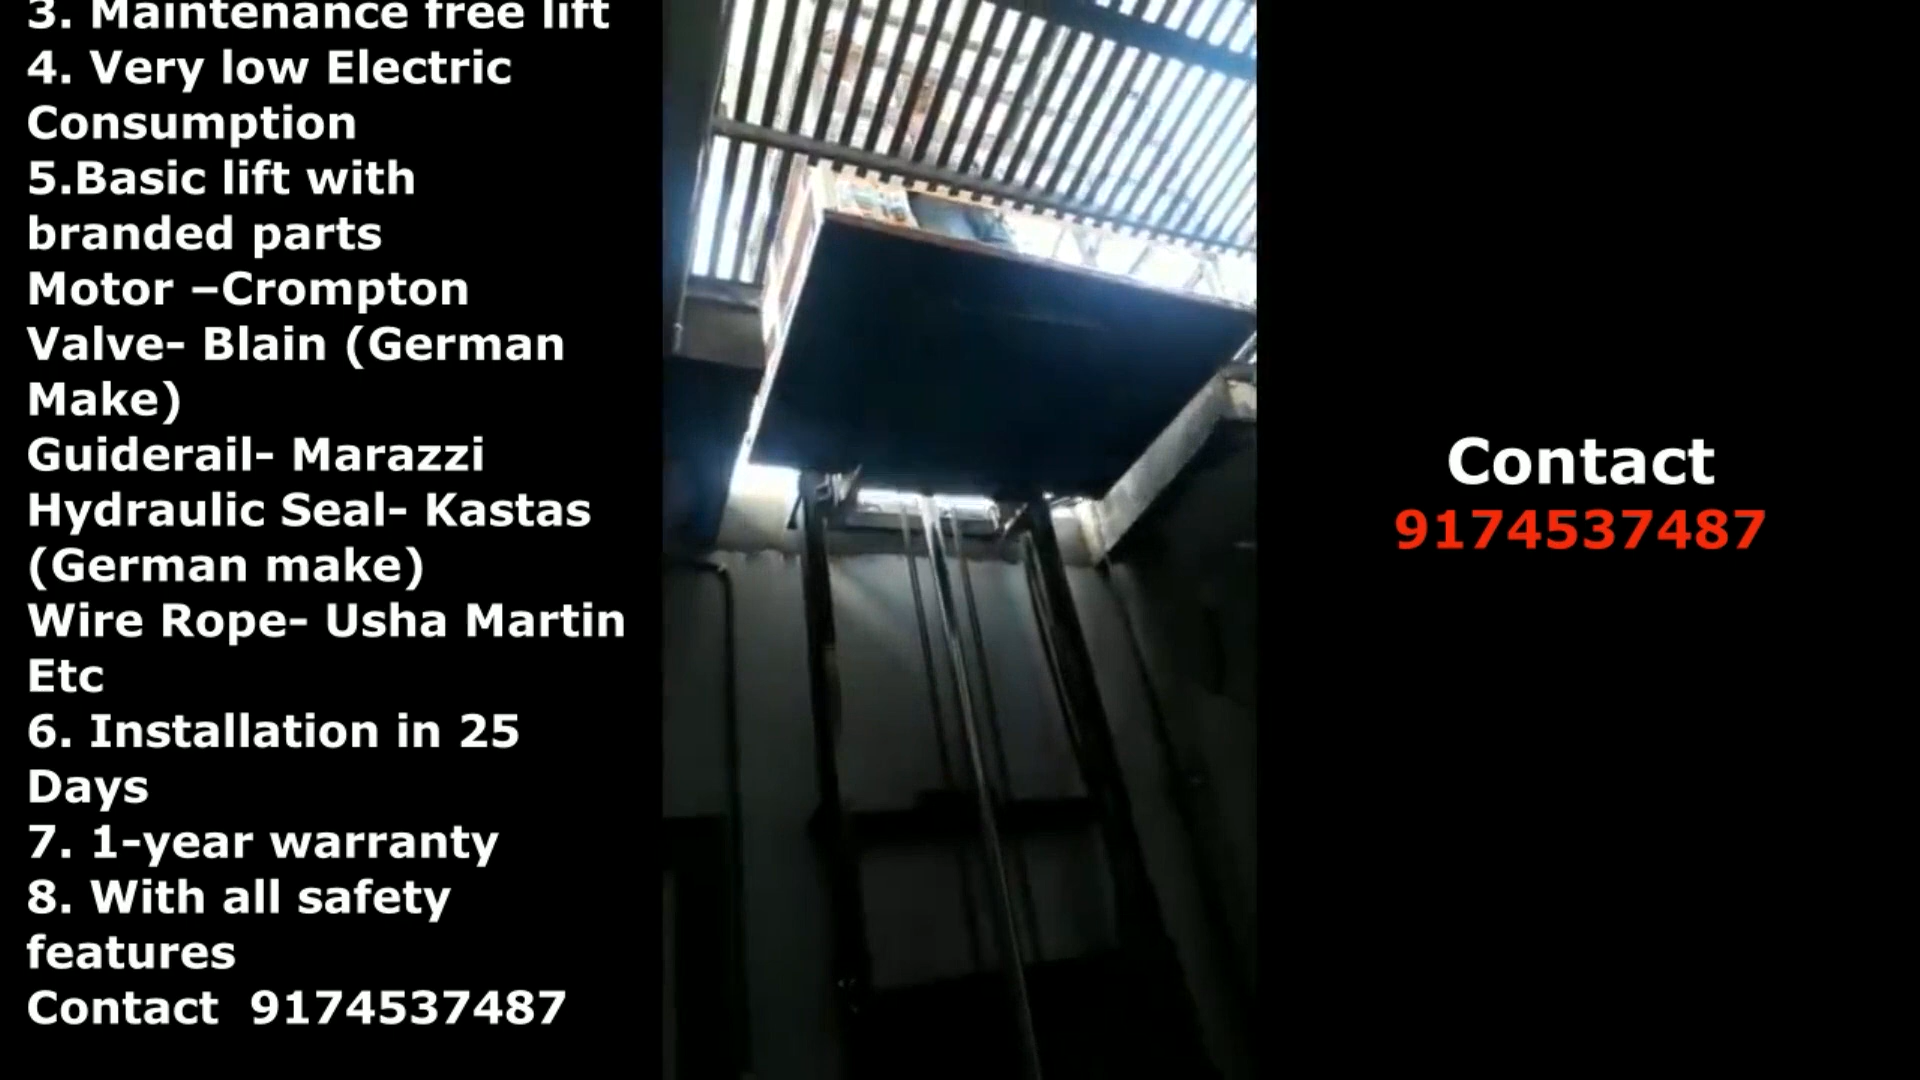 3. Maintenance free lift
4. Very low Electric
Consumption
5.Basic lift with
branded parts
Motor –Crompton
Valve- Blain (German
Make)
Guiderail- Marazzi
Hydraulic Seal- Kastas
(German make)
Wire Rope- Usha Martin
Etc
6. Installation in 25
Days
7. 1-year warranty
8. With all safety
features
Contact  9174537487
Contact
9174537487